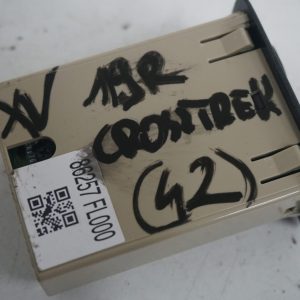 XV
19R
CROSSTREK
(42)
86257 FL000